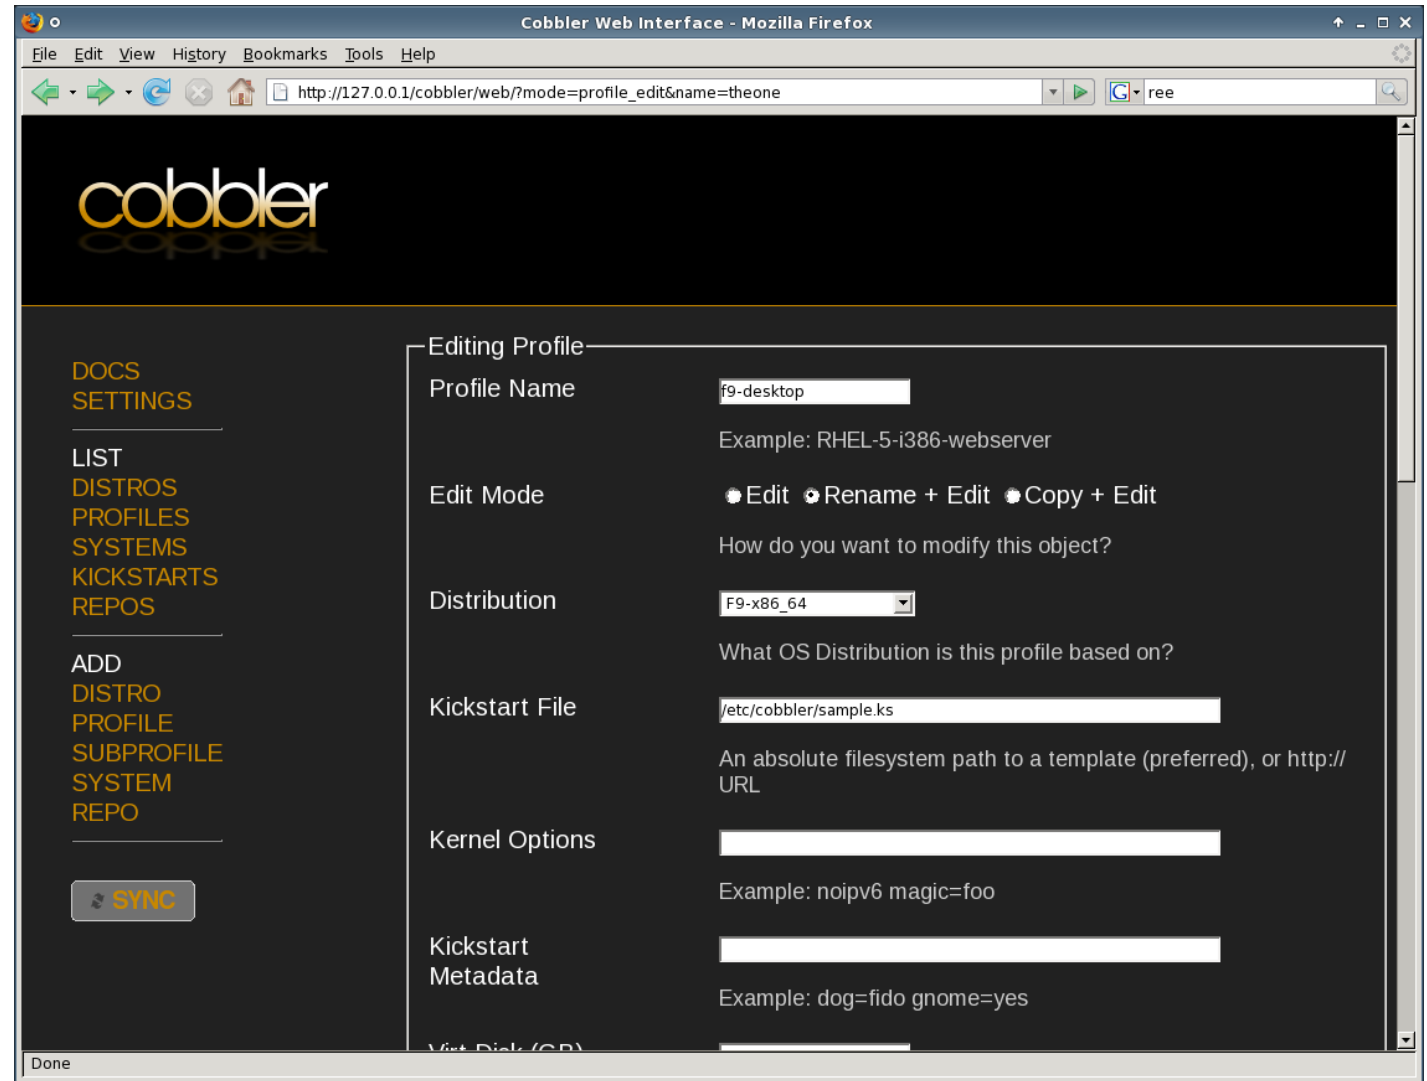 Cobbler Web Interface - Mozilla Firefox
File Edit View History Bookmarks Tools Help
http://127.0.0.1/cobbler/web/?mode=profile_edit&name=theone
G
ree
cobbler
DOCS
SETTINGS
LIST
DISTROS
PROFILES
SYSTEMS
KICKSTARTS
REPOS
ADD
DISTRO
PROFILE
SUBPROFILE
SYSTEM
REPO
SYNC
Editing Profile
Profile Name
f9-desktop
Example: RHEL-5-i386-webserver
Edit Mode
Edit Rename + Edit Copy + Edit
How do you want to modify this object?
Distribution
F9-x86_64
What OS Distribution is this profile based on?
Kickstart File
/etc/cobbler/sample.ks
An absolute filesystem path to a template (preferred), or http://
URL
Kernel Options
Example: noipv6 magic=foo
Kickstart
Metadata
Example: dog=fido gnome=yes
Virt Disk (GB)
Done